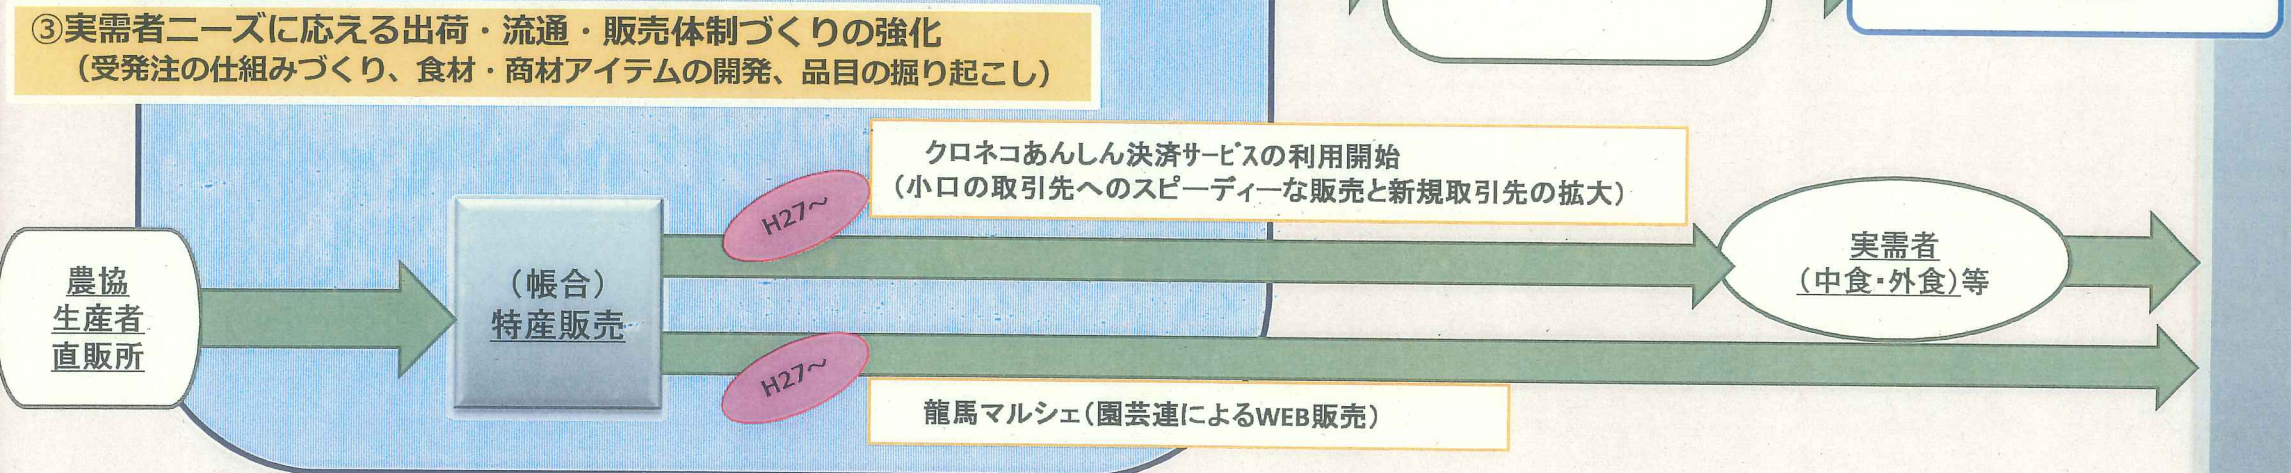 ③実需者ニーズに応える出荷・流通・販売体制づくりの強化
（受発注の仕組みづくり、食材・商材アイテムの開発、品目の掘り起こし）
クロネコあんしん決済サービスの利用開始
（小口の取引先へのスピーディーな販売と新規取引先の拡大）
H27～
農協
生産者
直販所
（帳合）
特産販売
実需者
（中食・外食）等
H27～
龍馬マルシェ（園芸連によるWEB販売）